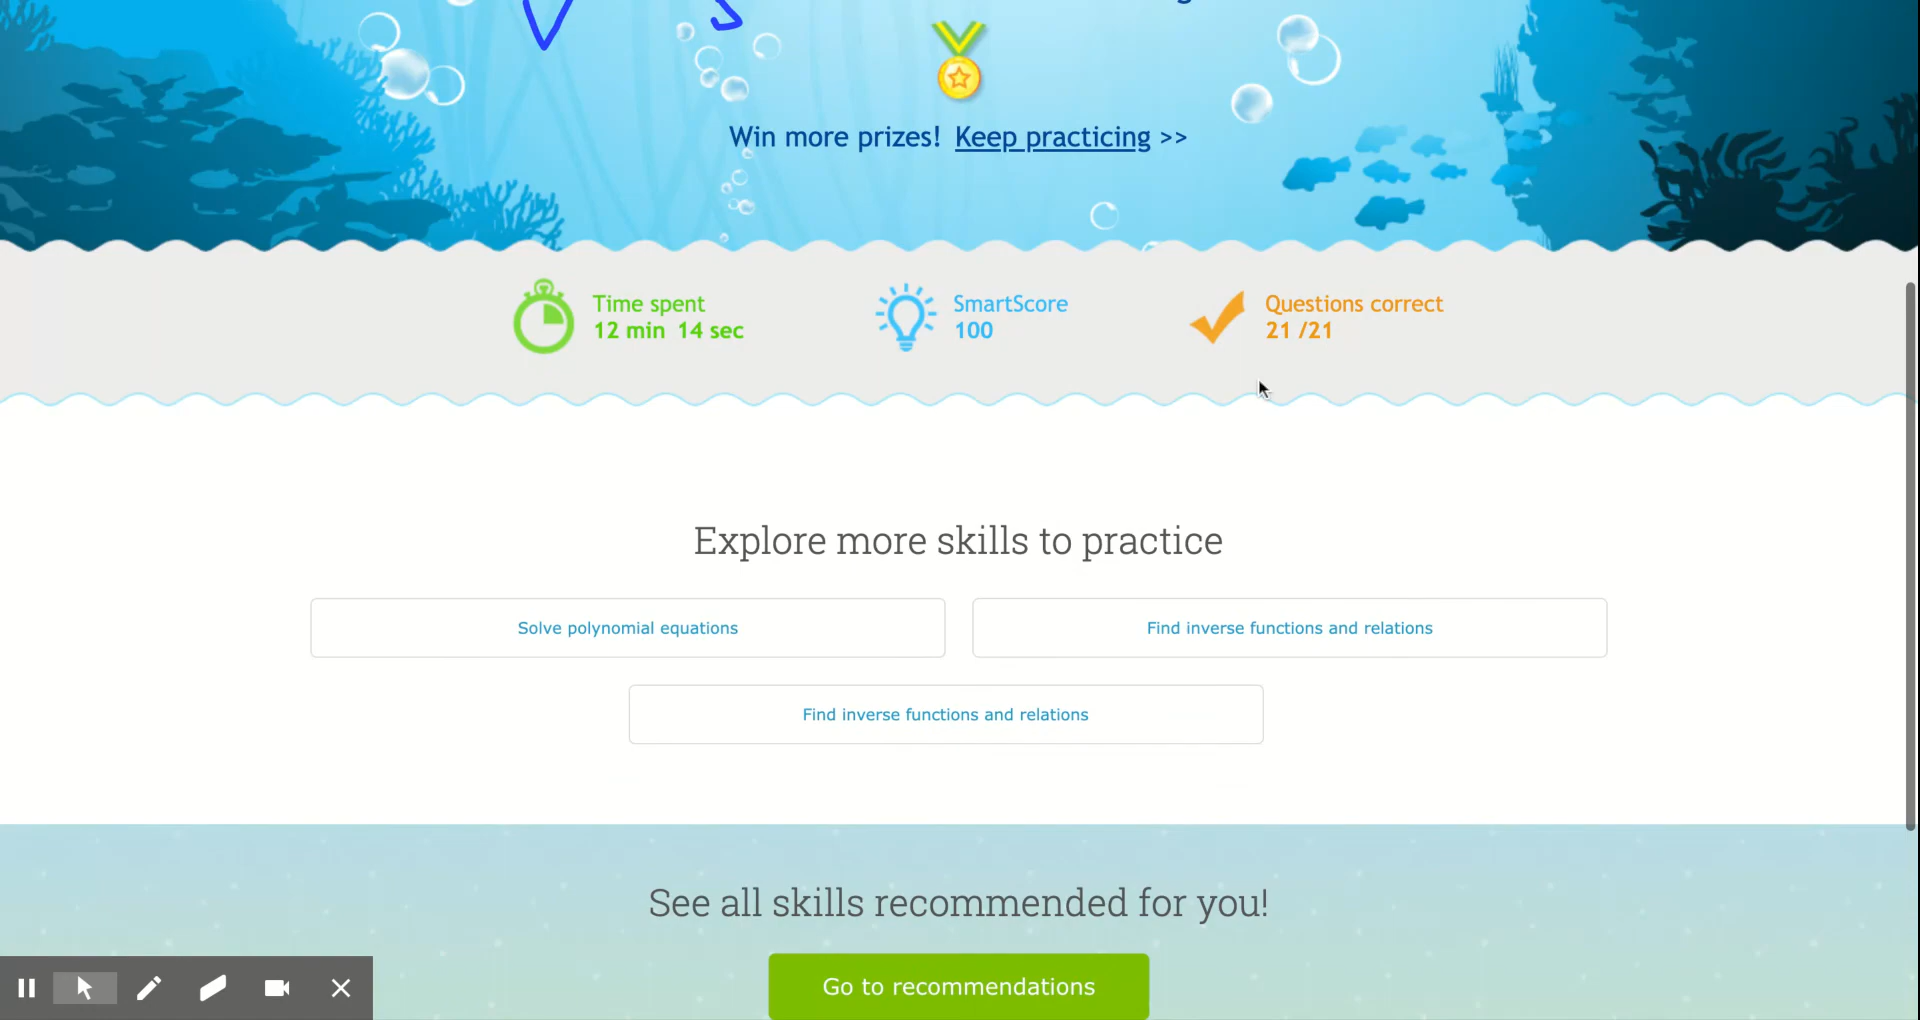 Win more prizes! Keep practicing >>
Time spent
12 min 14 sec
SmartScore
100
Questions correct
21 /21
Explore more skills to practice
Solve polynomial equations
Find inverse functions and relations
Find inverse functions and relations
See all skills recommended for you!
Go to recommendations